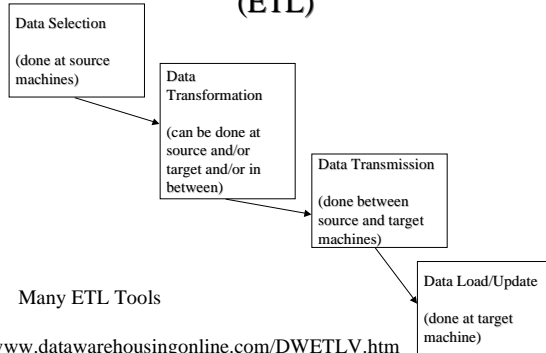 (ETL)
Data Selection
(done at source
machines)
Data
Transformation
(can be done at
source and/or
target and/or in
between)
Data Transmission
(done between
source and target
machines)
Data Load/Update
(done at target
machine)
Many ETL Tools
www.datawarehousingonline.com/DWETLV.htm